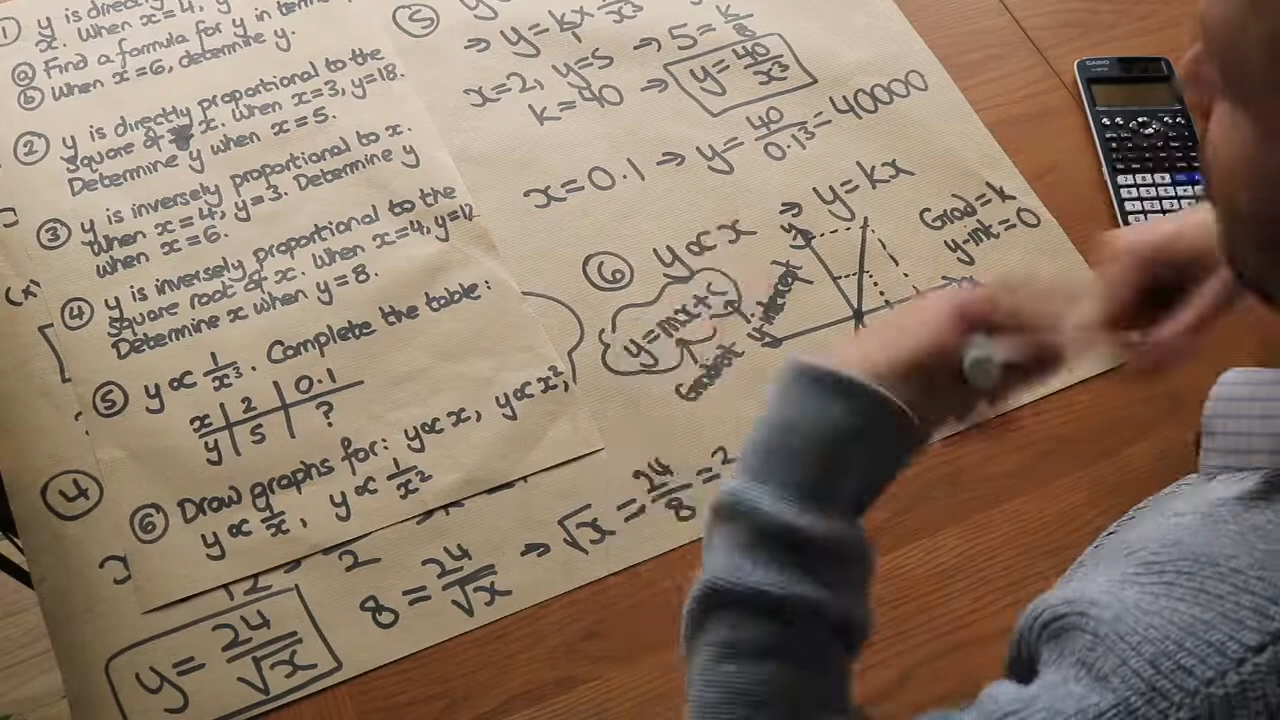 ① y is directly
x. When x=4, y
ⓐ Find a formula for y in terms
ⓑ When x=6, determine y.
② y is directly proportional to the
square of x. When x=3, y=18.
Determine y when x=5.
③ y is inversely proportional to x.
When x=4, y=3. Determine y
when x=6.
④ y is inversely proportional to the
square root of x. When x=4, y=12
Determine x when y=8.
⑤ y∝1/x³. Complete the table:
x | 2 | 0.1
y | 5 | ?
⑥ Draw graphs for: y∝x, y∝x²,
y∝1/x, y∝1/x²
⑤
⇒ y=k×1/x³
x=2, y=5 → 5=k/8
k=40 → y=40/x³
x=0.1 ⇒ y=40/0.1³=40000
⑥ y∝x ⇒ y=kx
Grad=k
y-int=0
y=mx+c
Gradient
y-intercept
y
x
④
12=
2
8=24/√x → √x=24/8=
y=24/√x
CASIO